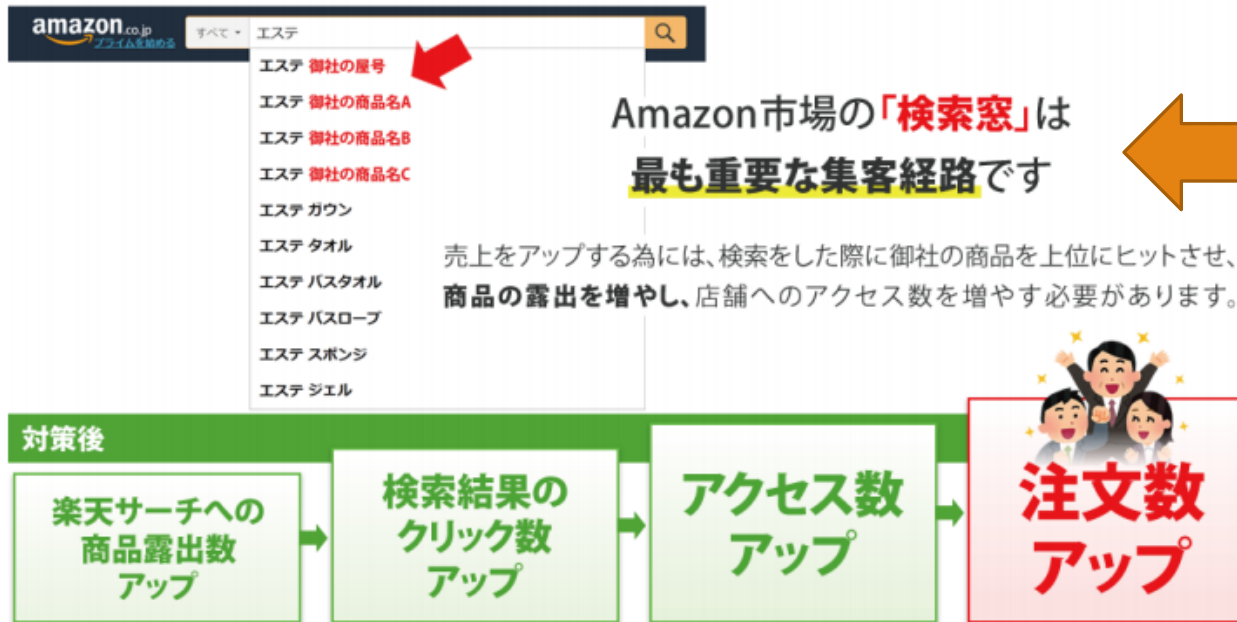 amazon.co.jp
プライムを始める
すべて
エステ
エステ 御社の屋号
エステ 御社の商品名A
エステ 御社の商品名B
エステ 御社の商品名C
エステ ガウン
エステ タオル
エステ バスタオル
エステ バスローブ
エステ スポンジ
エステ ジェル
Amazon市場の「検索窓」は
最も重要な集客経路です
売上をアップする為には、検索をした際に御社の商品を上位にヒットさせ、
商品の露出を増やし、店舗へのアクセス数を増やす必要があります。
対策後
楽天サーチへの
商品露出数
アップ
検索結果の
クリック数
アップ
アクセス数
アップ
注文数
アップ